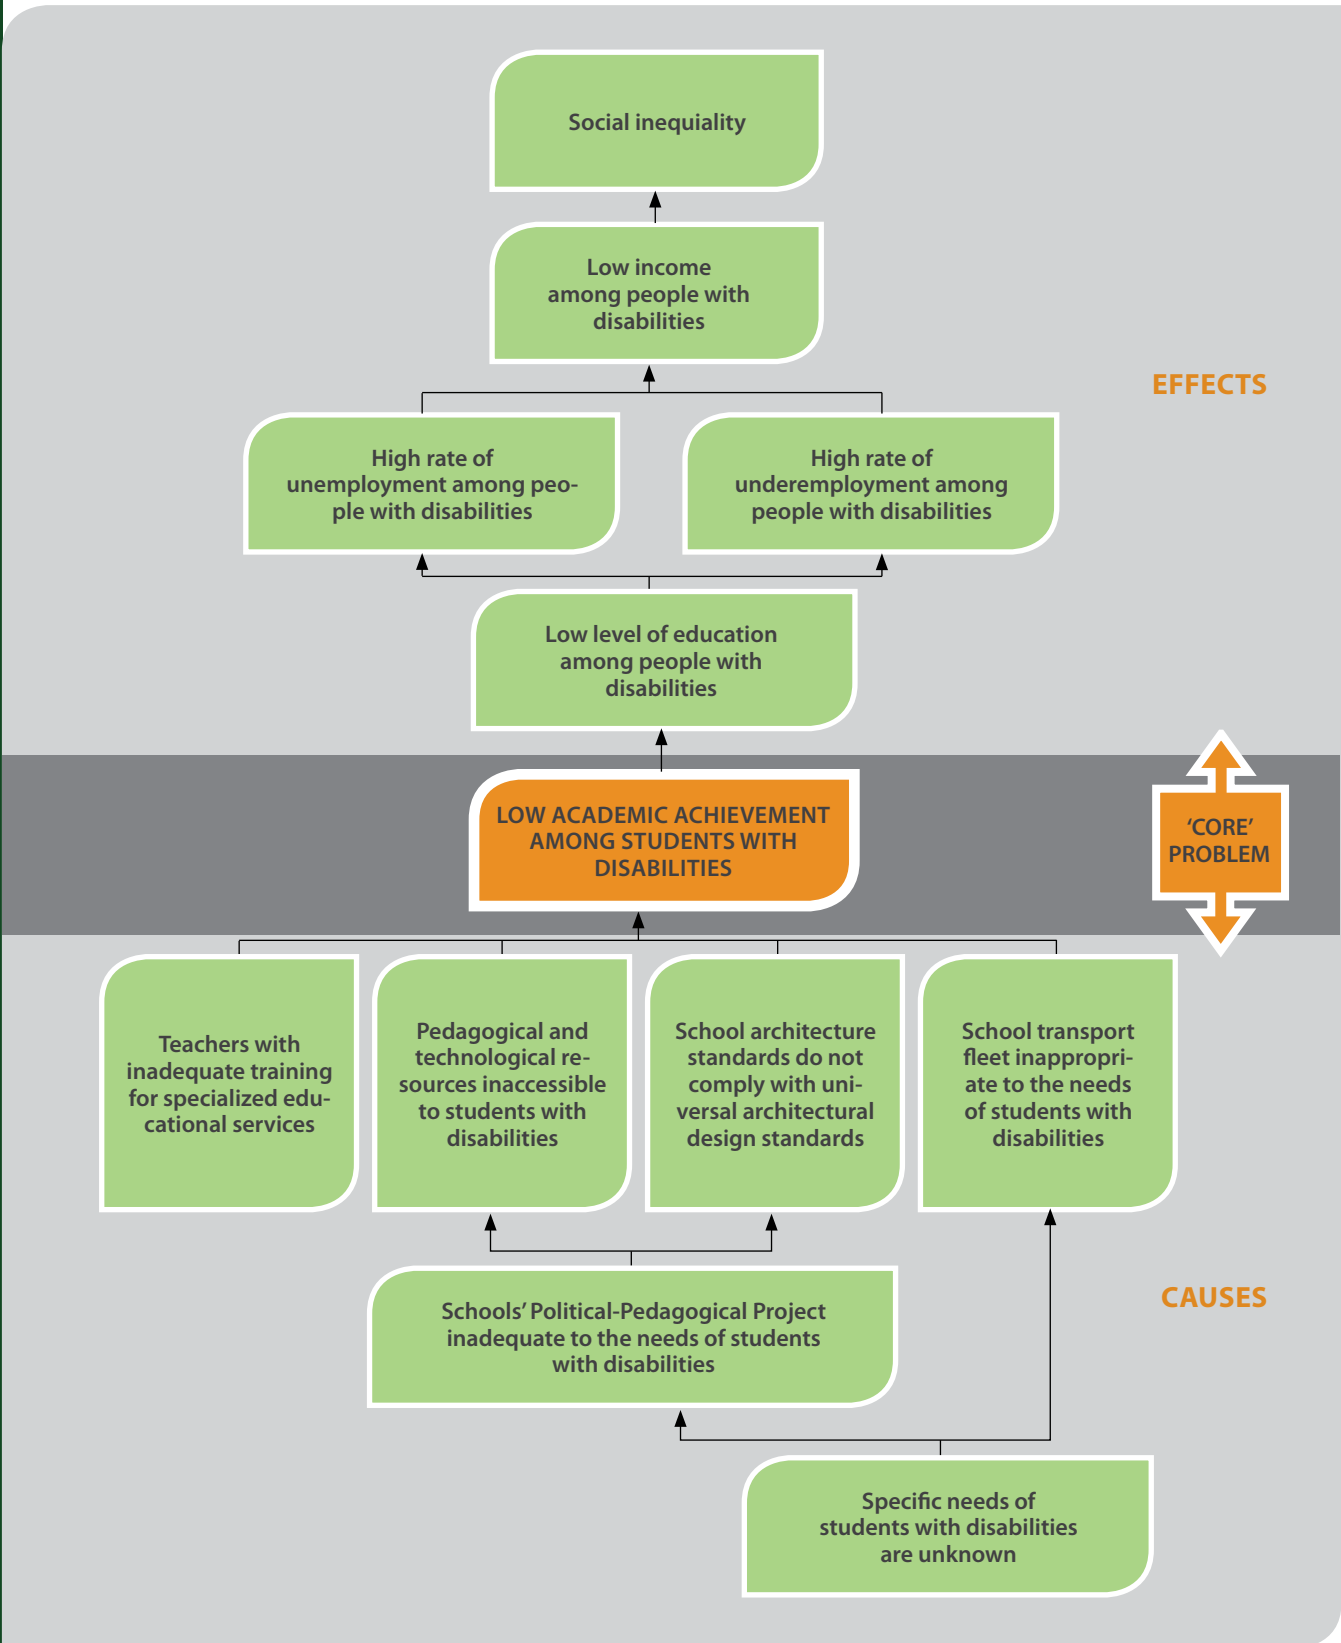 Social inequiality
Low income
among people with
disabilities
EFFECTS
High rate of
unemployment among peo-
ple with disabilities
High rate of
underemployment among
people with disabilities
Low level of education
among people with
disabilities
LOW ACADEMIC ACHIEVEMENT
AMONG STUDENTS WITH
DISABILITIES
‘CORE’
PROBLEM
Teachers with
inadequate training
for specialized edu-
cational services
Pedagogical and
technological re-
sources inaccessible
to students with
disabilities
School architecture
standards do not
comply with uni-
versal architectural
design standards
School transport
fleet inappropri-
ate to the needs
of students with
disabilities
Schools’ Political-Pedagogical Project
inadequate to the needs of students
with disabilities
CAUSES
Specific needs of
students with disabilities
are unknown